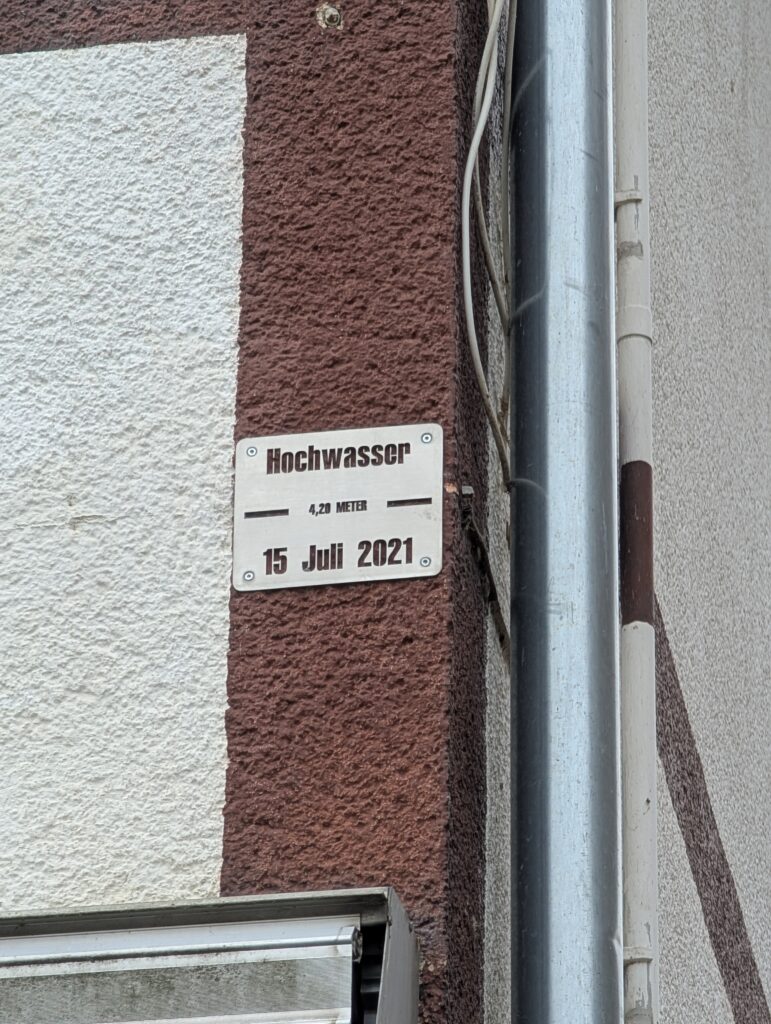 Hochwasser
4,20 METER
15 Juli 2021